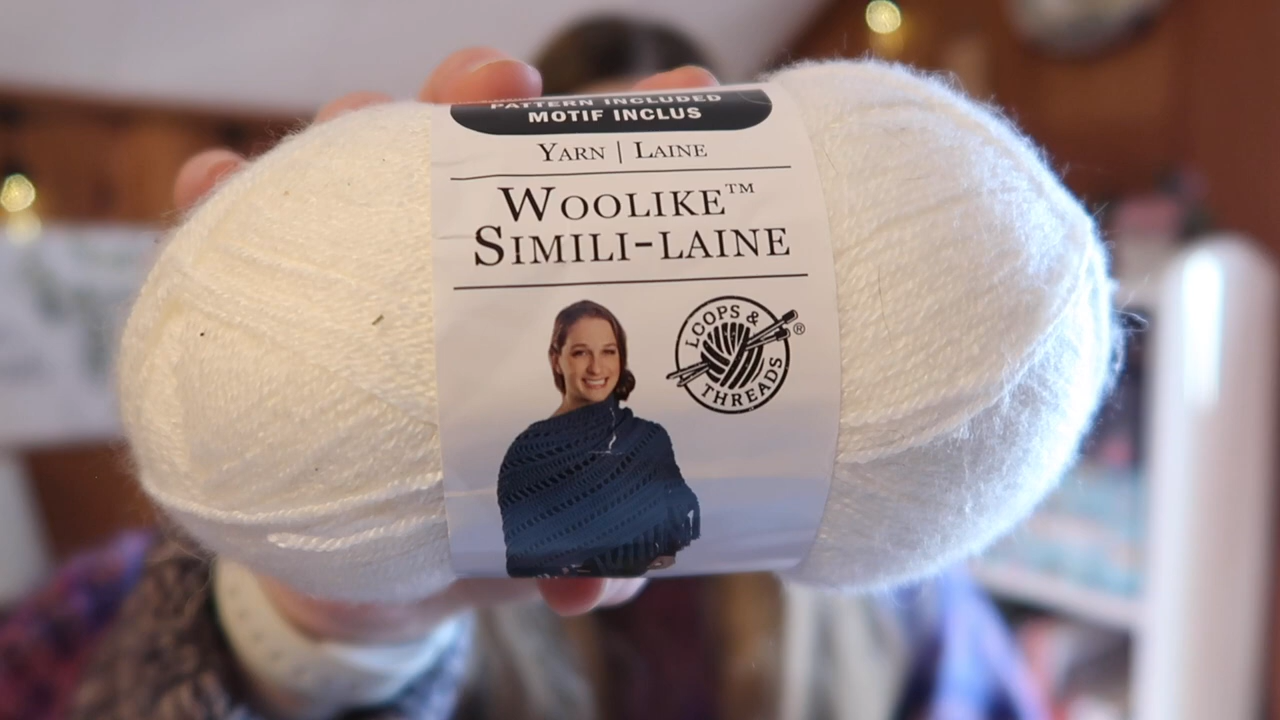 PATTERN INCLUDED
MOTIF INCLUS
YARN | LAINE
WOOLIKE™
SIMILI-LAINE
LOOPS &
THREADS
®